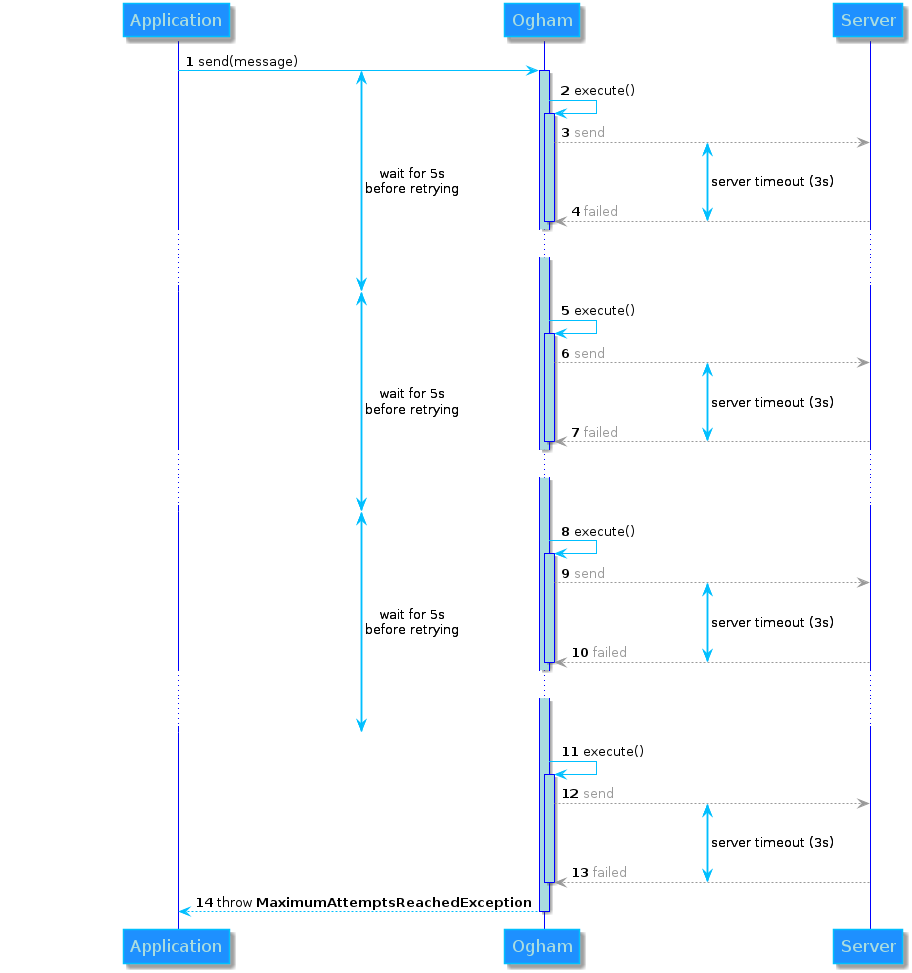 Application
Ogham
Server
1 send(message)
2 execute()
3 send
wait for 5s
before retrying
server timeout (3s)
4 failed
5 execute()
6 send
wait for 5s
before retrying
server timeout (3s)
7 failed
8 execute()
9 send
wait for 5s
before retrying
server timeout (3s)
10 failed
11 execute()
12 send
server timeout (3s)
13 failed
14 throw MaximumAttemptsReachedException
Application
Ogham
Server